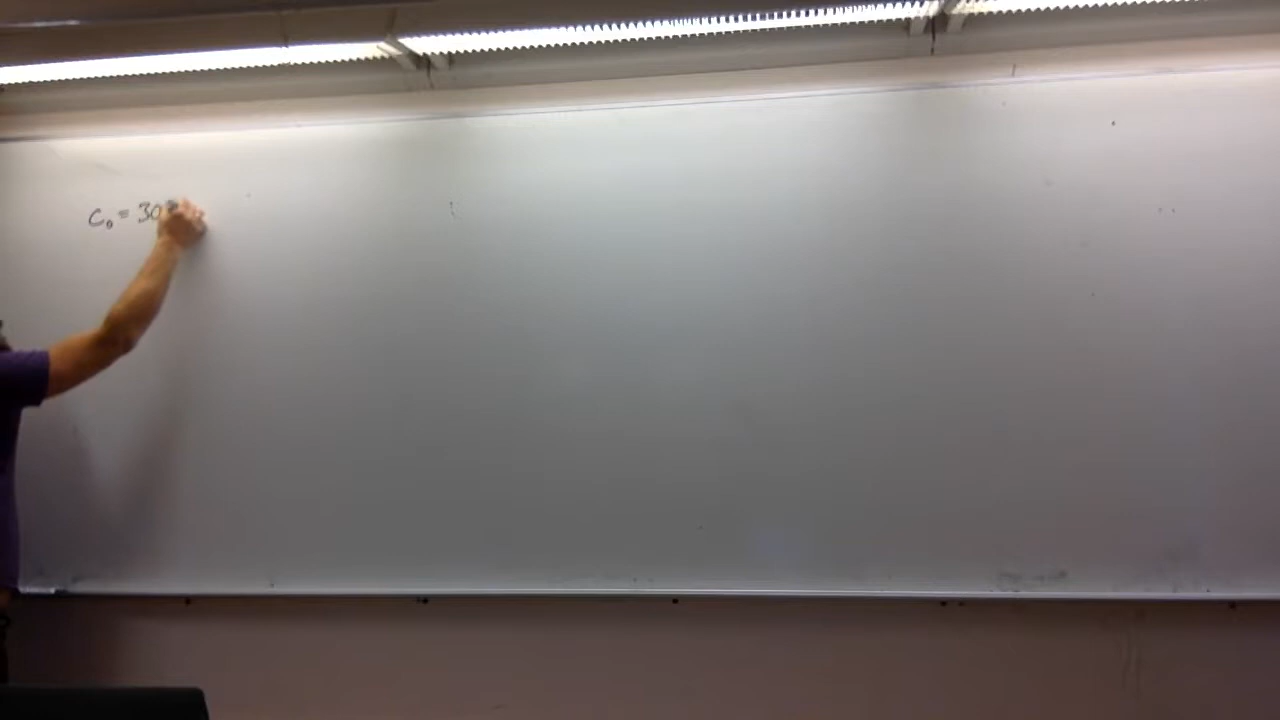 C₀ = 30